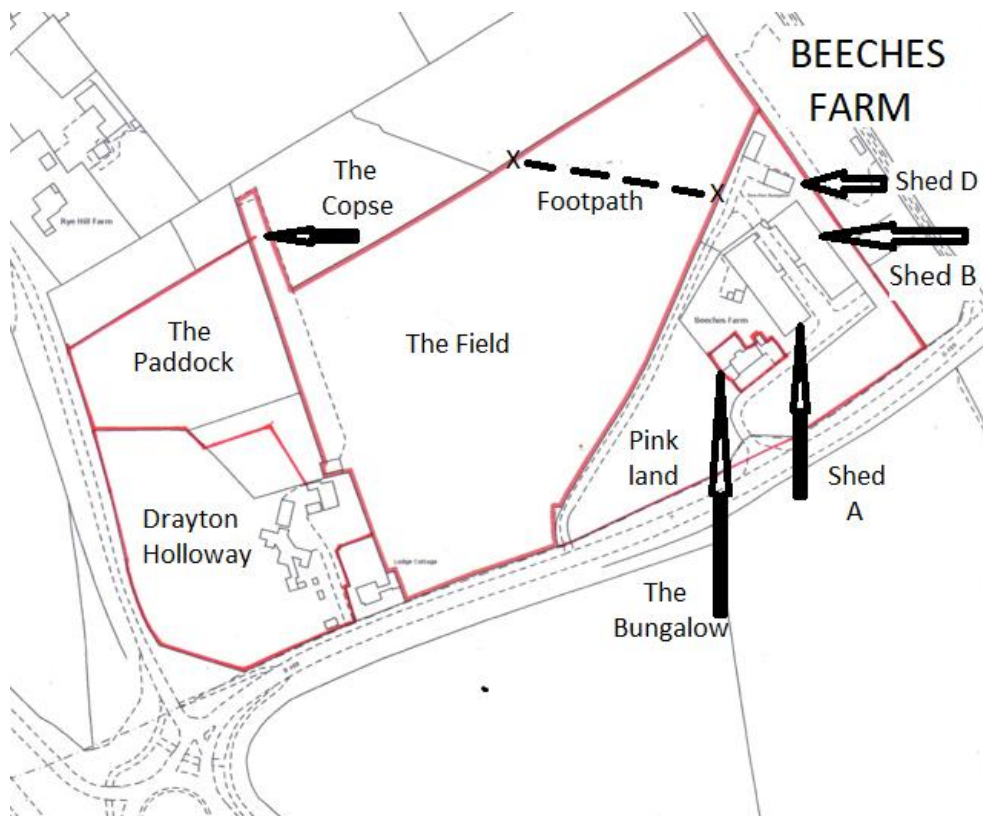 BEECHES
FARM
The
Copse
X
Footpath
X
Shed D
Rye Hill Farm
Shed B
The
Paddock
The Field
Beeches Farm
Pink
land
Shed
A
Drayton
Holloway
Lodge Cottage
The
Bungalow